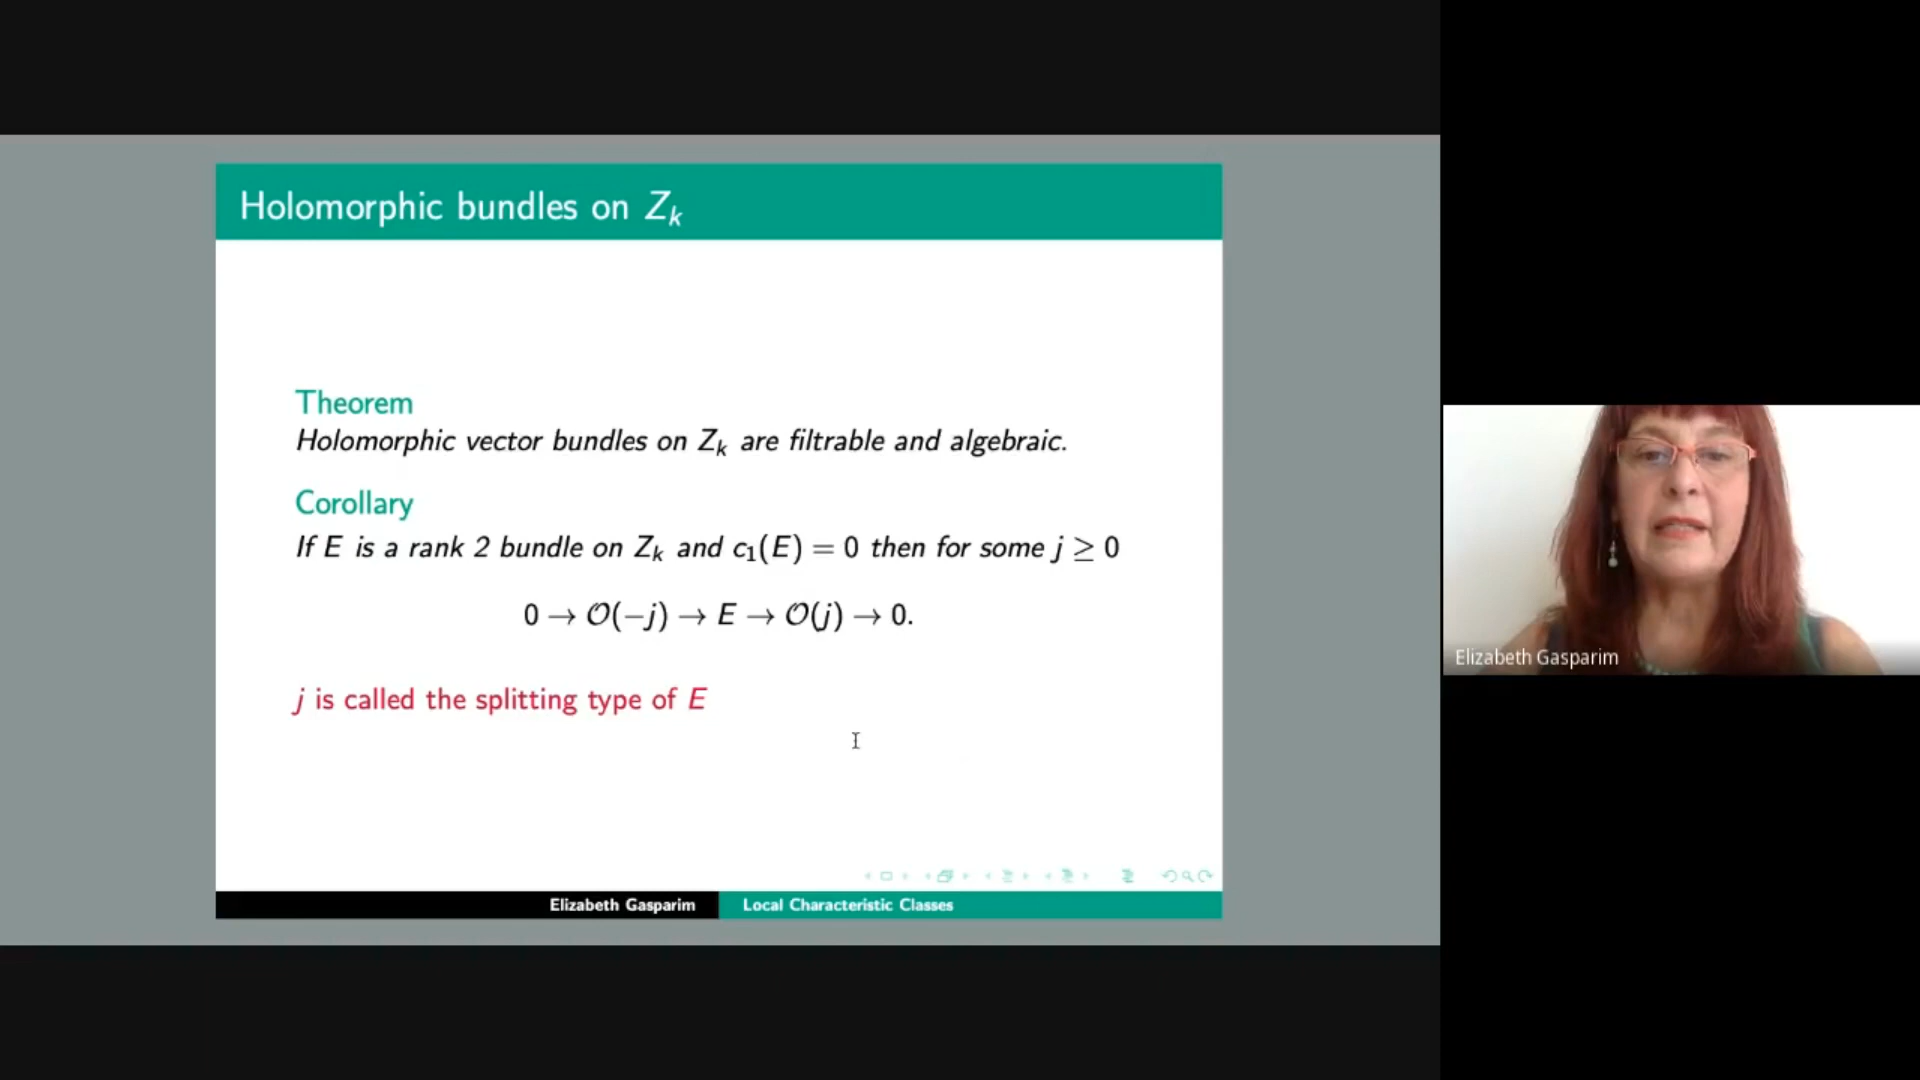 Holomorphic bundles on Z_k
Theorem
Holomorphic vector bundles on Z_k are filtrable and algebraic.
Corollary
If E is a rank 2 bundle on Z_k and c_1(E) = 0 then for some j ≥ 0
0 → 𝒪(−j) → E → 𝒪(j) → 0.
j is called the splitting type of E
Elizabeth Gasparim
Local Characteristic Classes
Elizabeth Gasparim